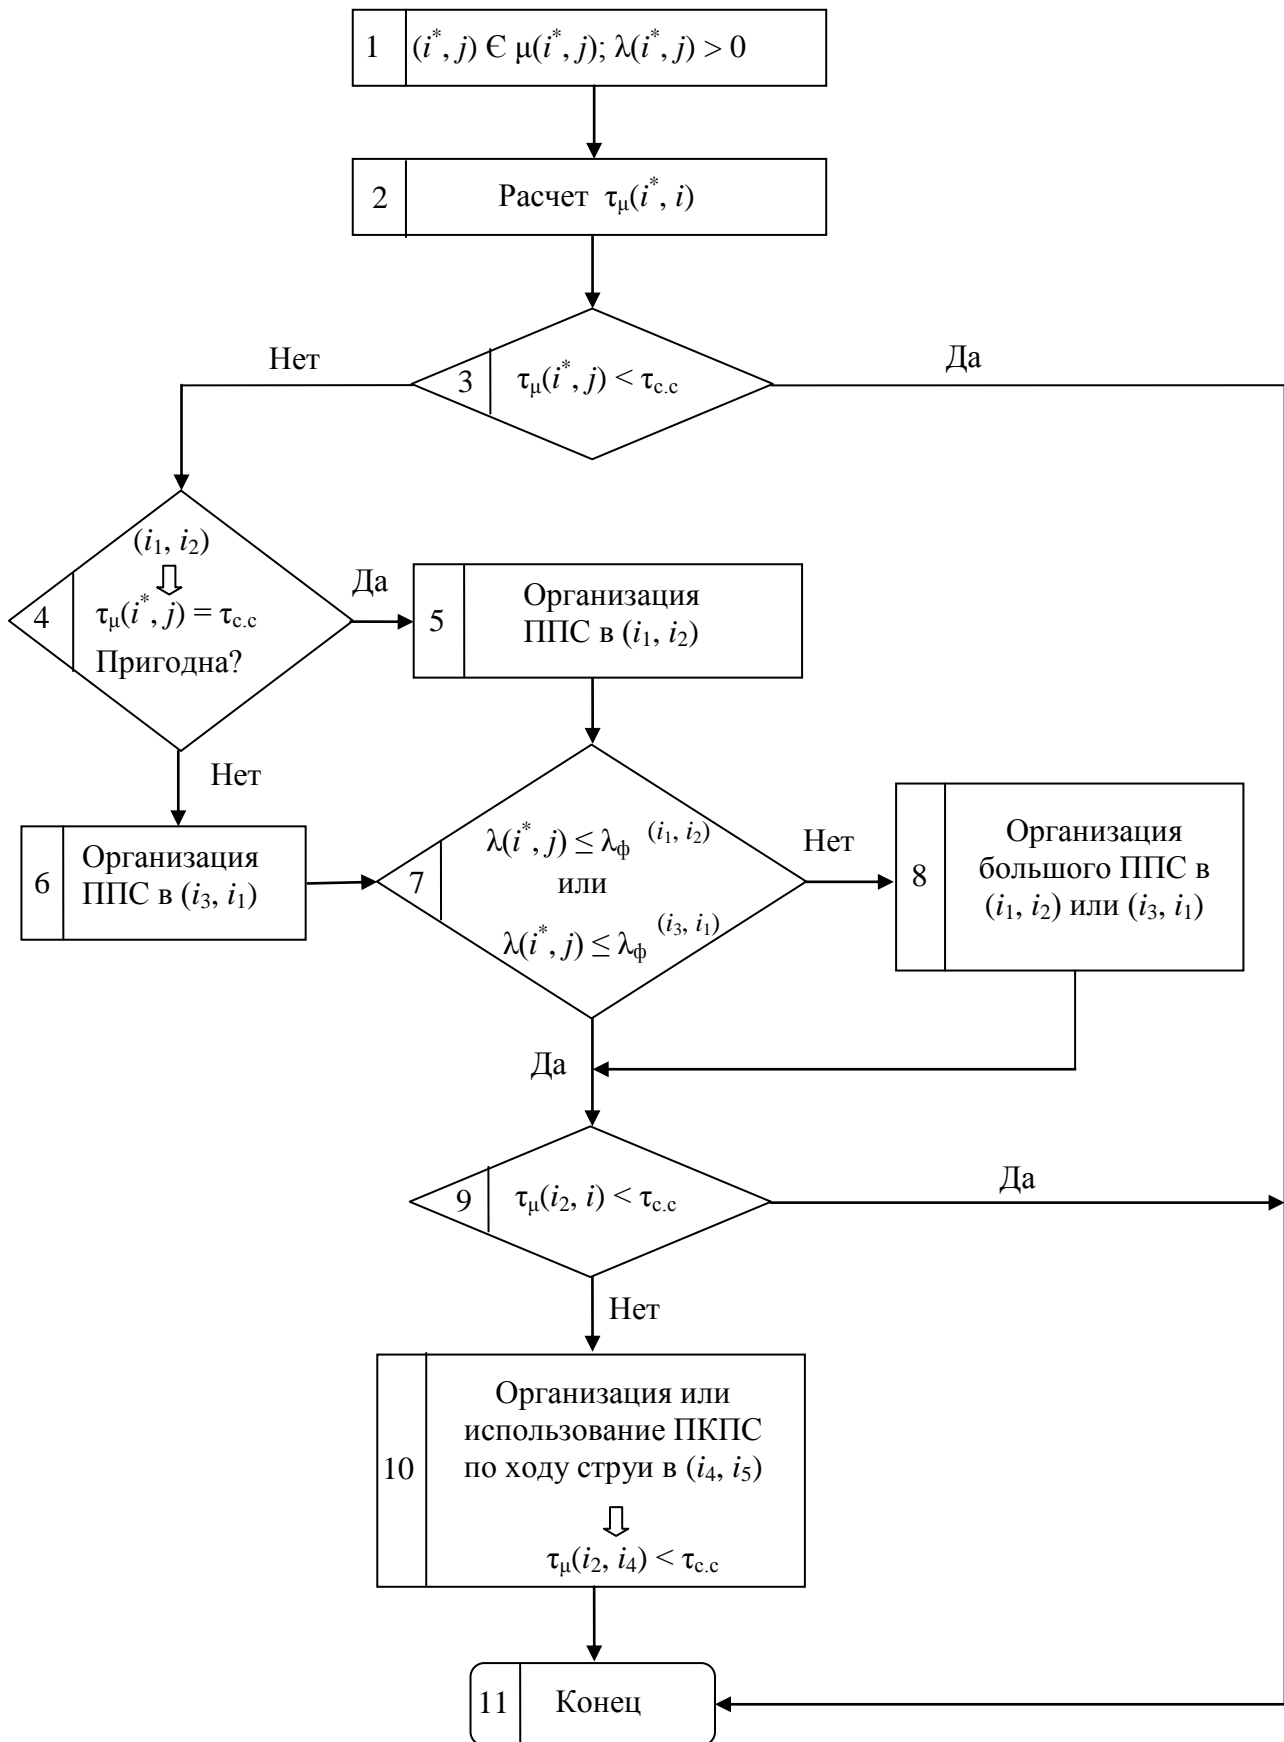 1 (i*, j) Є μ(i*, j); λ(i*, j) > 0
2 Расчет τμ(i*, i)
Нет
Да
3 τμ(i*, j) < τс.с
(i1, i2)
⇩
4 τμ(i*, j) = τс.с
Пригодна?
Да
5 Организация
ППС в (i1, i2)
Нет
6 Организация
ППС в (i3, i1)
7 λ(i*, j) ≤ λф (i1, i2)
или
λ(i*, j) ≤ λф (i3, i1)
Нет
8 Организация
большого ППС в
(i1, i2) или (i3, i1)
Да
9 τμ(i2, i) < τс.с
Да
Нет
10 Организация или
использование ПКПС
по ходу струи в (i4, i5)
⇩
τμ(i2, i4) < τс.с
11 Конец